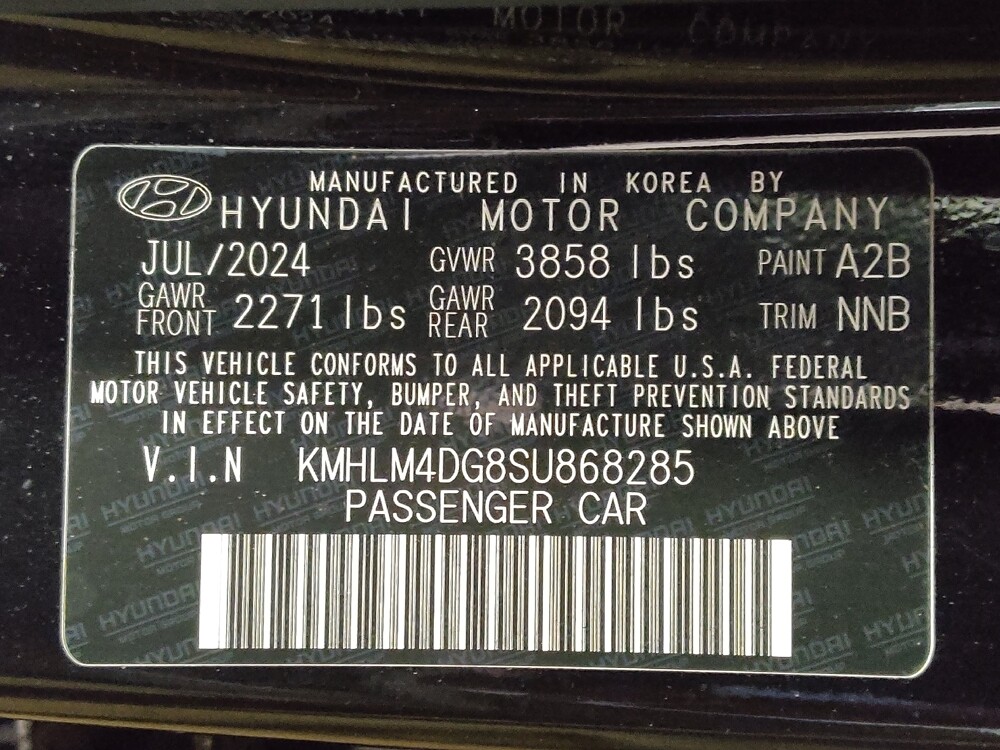 MOTOR COMPANY
MANUFACTURED IN KOREA BY
HYUNDAI MOTOR COMPANY
JUL/2024 GVWR 3858 lbs PAINT A2B
GAWR FRONT 2271 lbs GAWR REAR 2094 lbs TRIM NNB
THIS VEHICLE CONFORMS TO ALL APPLICABLE U.S.A. FEDERAL
MOTOR VEHICLE SAFETY, BUMPER, AND THEFT PREVENTION STANDARDS
IN EFFECT ON THE DATE OF MANUFACTURE SHOWN ABOVE
V.I.N KMHLM4DG8SU868285
PASSENGER CAR